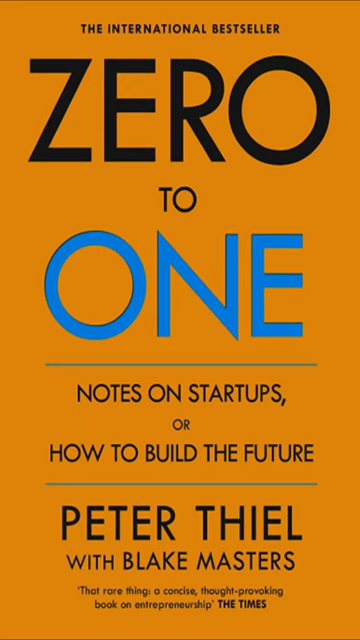 THE INTERNATIONAL BESTSELLER
ZERO
TO
ONE
NOTES ON STARTUPS,
OR
HOW TO BUILD THE FUTURE
PETER THIEL
WITH BLAKE MASTERS
'That rare thing: a concise, thought-provoking
book on entrepreneurship' THE TIMES